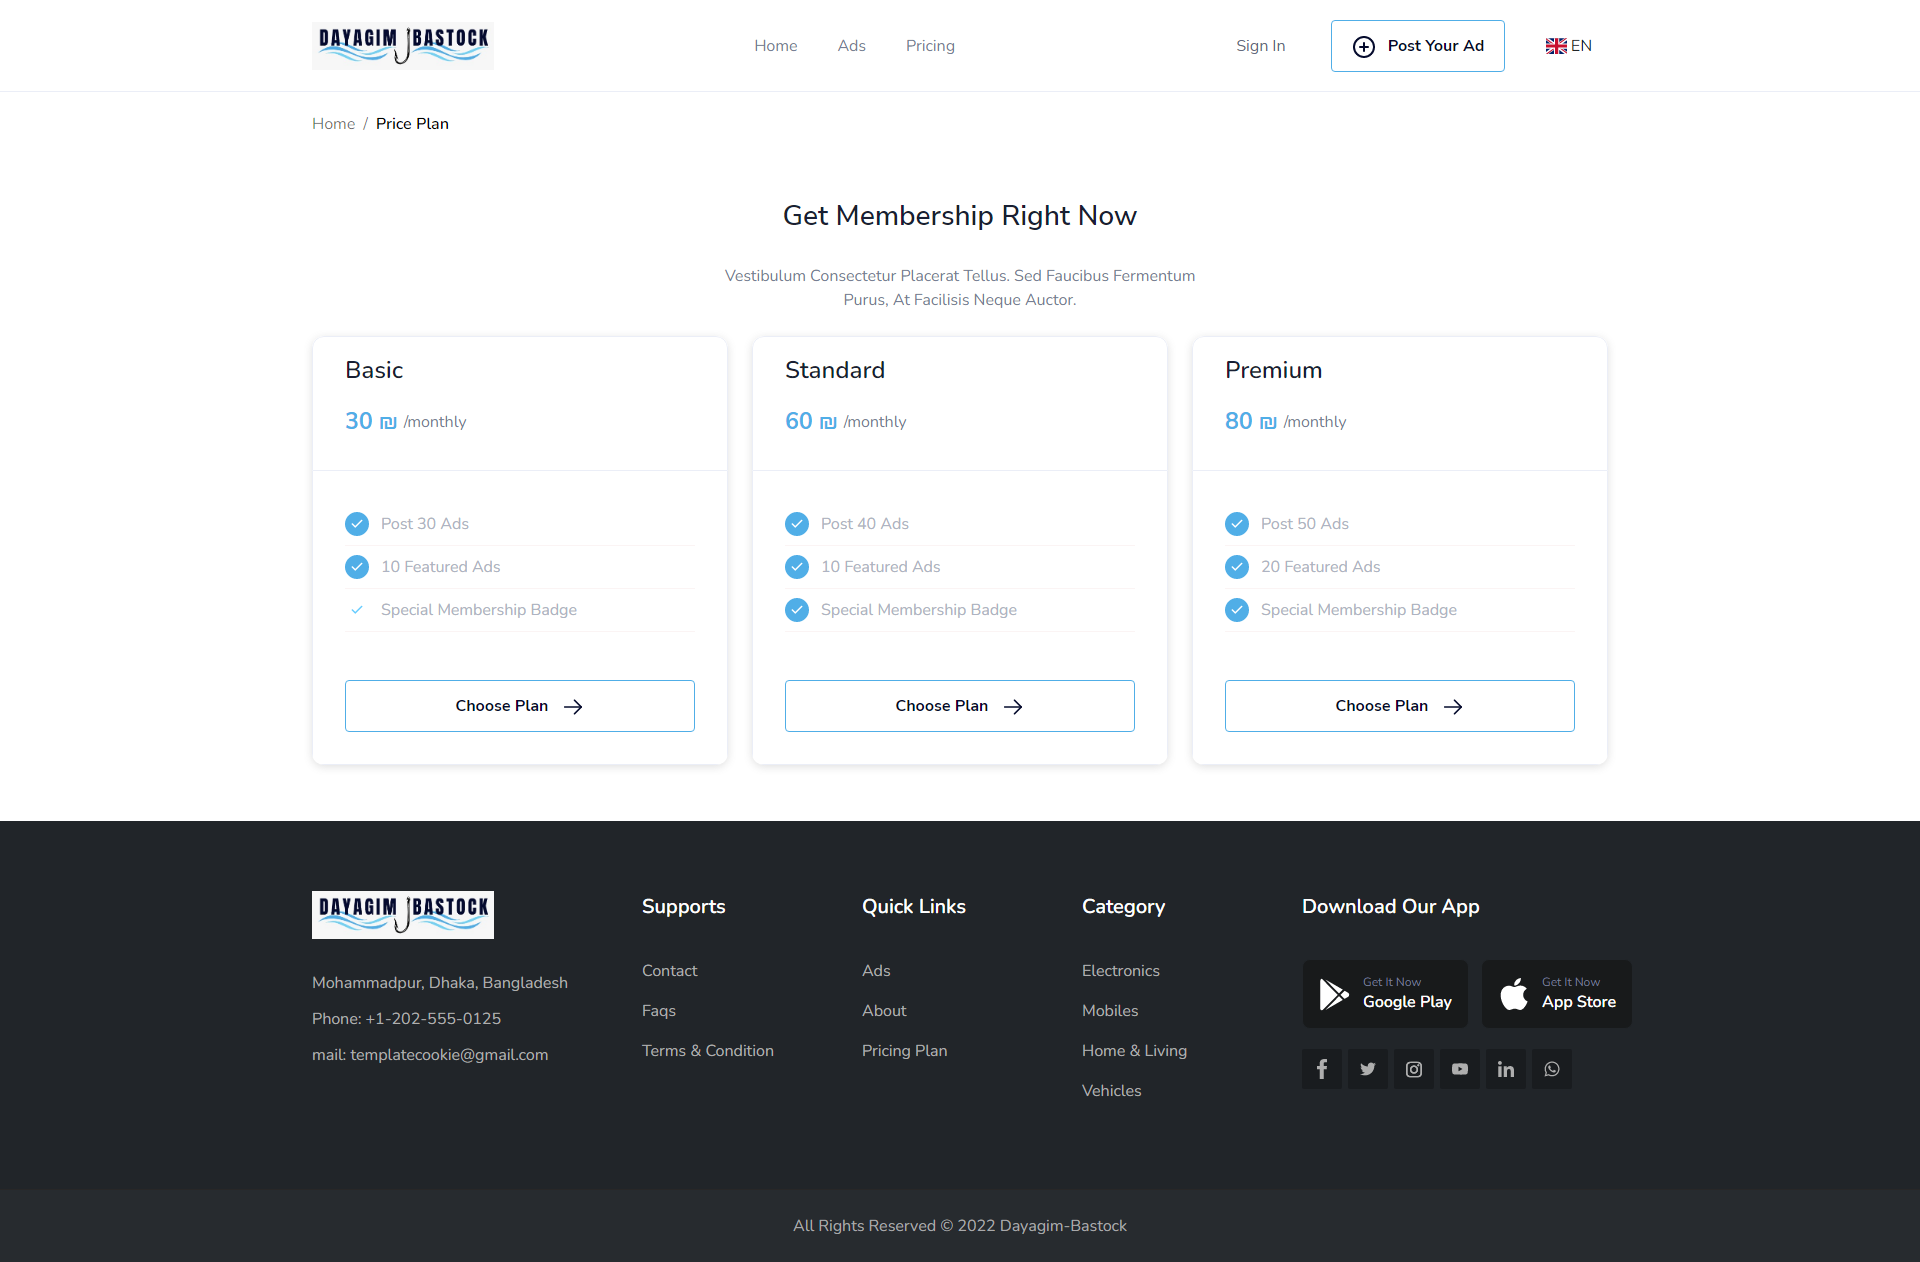 DAYAGIM BASTOCK
Home
Ads
Pricing
Sign In
Post Your Ad
EN
Home / Price Plan
Get Membership Right Now
Vestibulum Consectetur Placerat Tellus. Sed Faucibus Fermentum
Purus, At Facilisis Neque Auctor.
Basic
30 ₪ /monthly
Post 30 Ads
10 Featured Ads
Special Membership Badge
Choose Plan
Standard
60 ₪ /monthly
Post 40 Ads
10 Featured Ads
Special Membership Badge
Choose Plan
Premium
80 ₪ /monthly
Post 50 Ads
20 Featured Ads
Special Membership Badge
Choose Plan
DAYAGIM BASTOCK
Mohammadpur, Dhaka, Bangladesh
Phone: +1-202-555-0125
mail: templatecookie@gmail.com
Supports
Contact
Faqs
Terms & Condition
Quick Links
Ads
About
Pricing Plan
Category
Electronics
Mobiles
Home & Living
Vehicles
Download Our App
Get It Now
Google Play
Get It Now
App Store
All Rights Reserved © 2022 Dayagim-Bastock